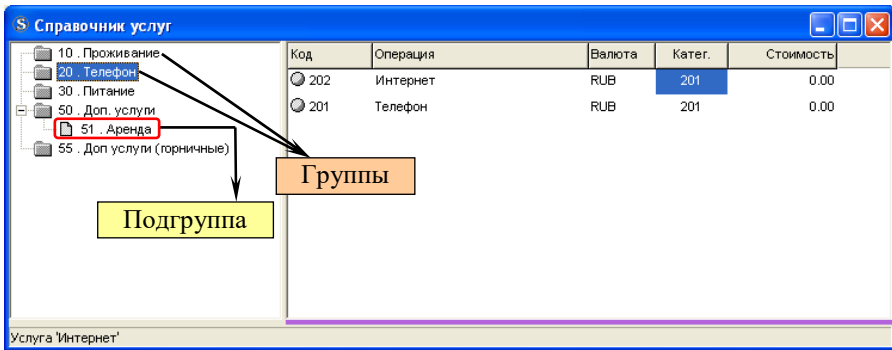 Справочник услуг
10 . Проживание
20 . Телефон
30 . Питание
50 . Доп. услуги
51 . Аренда
55 . Доп услуги (горничные)
Код Операция Валюта Катег. Стоимость
202 Интернет RUB 201 0.00
201 Телефон RUB 201 0.00
Группы
Подгруппа
Услуга 'Интернет'